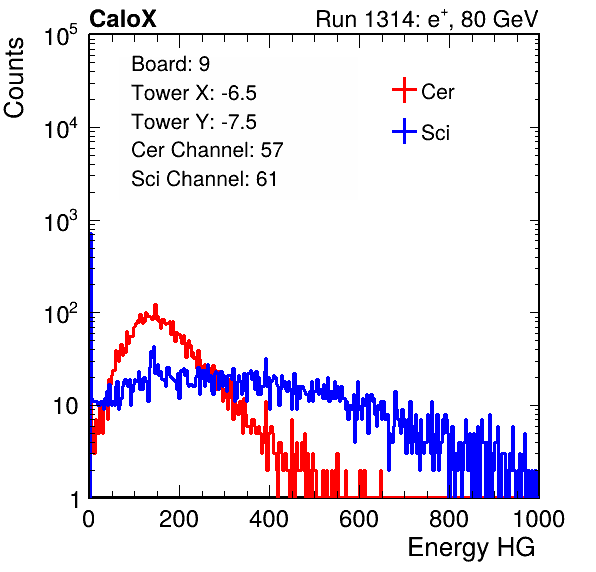 CaloX Run 1314: e⁺, 80 GeV
Counts
Board: 9
Tower X: -6.5
Tower Y: -7.5
Cer Channel: 57
Sci Channel: 61
Cer
Sci
10⁵
10⁴
10³
10²
10
1
0 200 400 600 800 1000
Energy HG